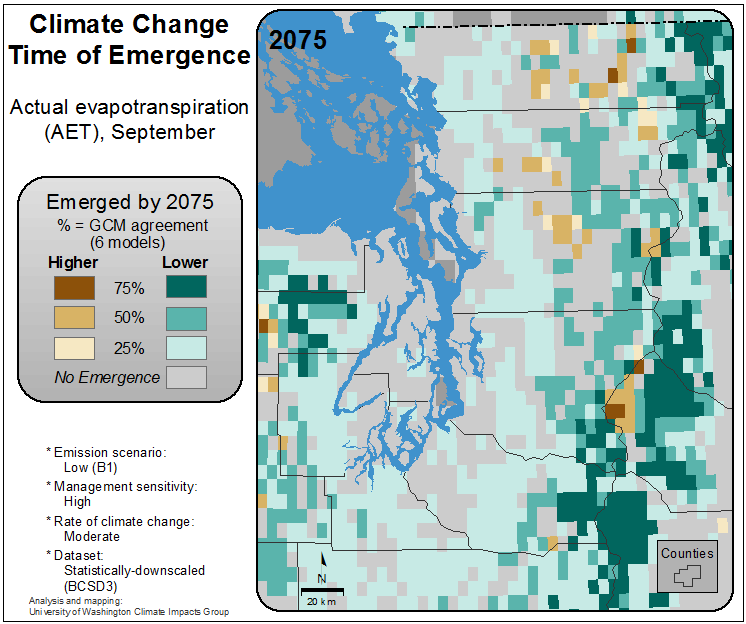 Climate Change
Time of Emergence
Actual evapotranspiration
(AET), September
Emerged by 2075
% = GCM agreement
(6 models)
Higher Lower
75%
50%
25%
No Emergence
* Emission scenario:
Low (B1)
* Management sensitivity:
High
* Rate of climate change:
Moderate
* Dataset:
Statistically-downscaled
(BCSD3)
Analysis and mapping:
University of Washington Climate Impacts Group
2075
N
20 km
Counties